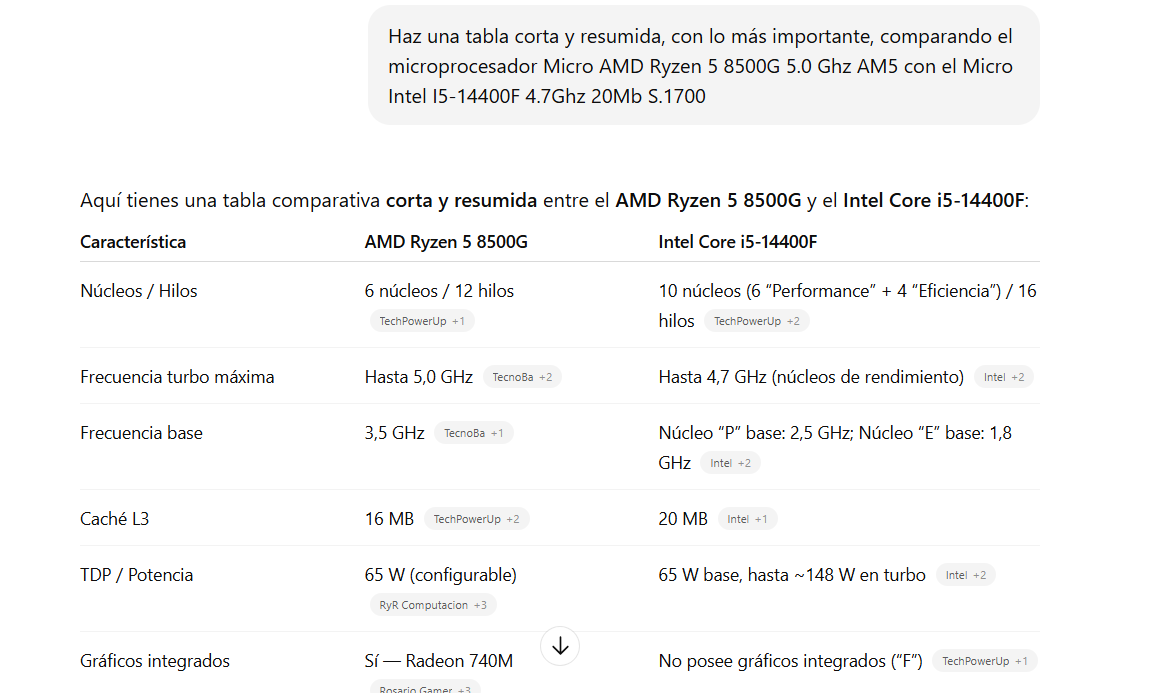 Haz una tabla corta y resumida, con lo más importante, comparando el
microprocesador Micro AMD Ryzen 5 8500G 5.0 Ghz AM5 con el Micro
Intel I5-14400F 4.7Ghz 20Mb S.1700
Aquí tienes una tabla comparativa corta y resumida entre el AMD Ryzen 5 8500G y el Intel Core i5-14400F:
Característica AMD Ryzen 5 8500G Intel Core i5-14400F
Núcleos / Hilos 6 núcleos / 12 hilos 10 núcleos (6 “Performance” + 4 “Eficiencia”) / 16
TechPowerUp +1 hilos TechPowerUp +2
Frecuencia turbo máxima Hasta 5,0 GHz TecnoBa +2 Hasta 4,7 GHz (núcleos de rendimiento) Intel +2
Frecuencia base 3,5 GHz TecnoBa +1 Núcleo “P” base: 2,5 GHz; Núcleo “E” base: 1,8
GHz Intel +2
Caché L3 16 MB TechPowerUp +2 20 MB Intel +1
TDP / Potencia 65 W (configurable) 65 W base, hasta ~148 W en turbo Intel +2
RyR Computacion +3
Gráficos integrados Sí — Radeon 740M No posee gráficos integrados (“F”) TechPowerUp +1
Rosario Gamer +3